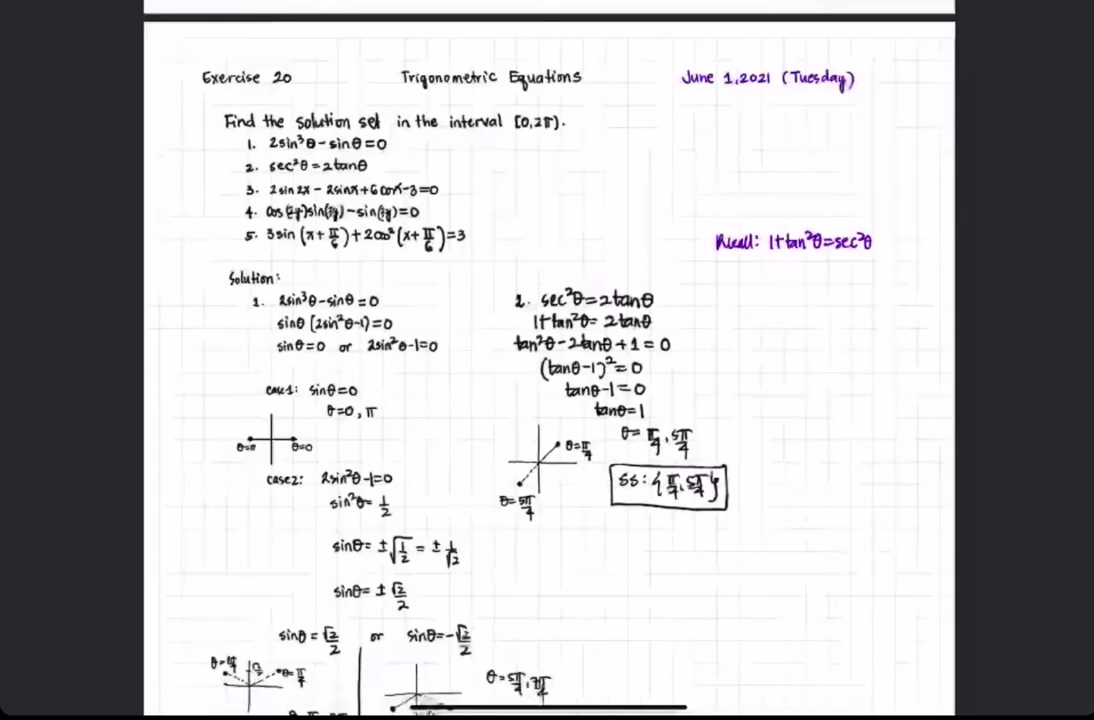 Exercise 20 Trigonometric Equations June 1, 2021 (Tuesday)
Find the solution set in the interval [0,2π).
1. 2sin³θ - sinθ = 0
2. sec²θ = 2tanθ
3. 2sin2x - 2sinx + 6cosx - 3 = 0
4. sin( ) - sin( ) = 0
5. 3sin(x + π/6) + 2cos²(x + π/6) = 3
Recall: 1 + tan²θ = sec²θ
Solution:
1. 2sin³θ - sinθ = 0
sinθ (2sin²θ - 1) = 0
sinθ = 0 or 2sin²θ - 1 = 0
case1: sinθ = 0
θ = 0, π
θ=π θ=0
case2: 2sin²θ - 1 = 0
sin²θ = 1/2
sinθ = ±√(1/2) = ± 1/√2
sinθ = ± √2/2
sinθ = √2/2 or sinθ = -√2/2
θ = 5π/4,
2. sec²θ = 2tanθ
1 + tan²θ = 2tanθ
tan²θ - 2tanθ + 1 = 0
(tanθ - 1)² = 0
tanθ - 1 = 0
tanθ = 1
θ = π/4, 5π/4
θ = π/4
θ = 5π/4
SS: {π/4, 5π/4}